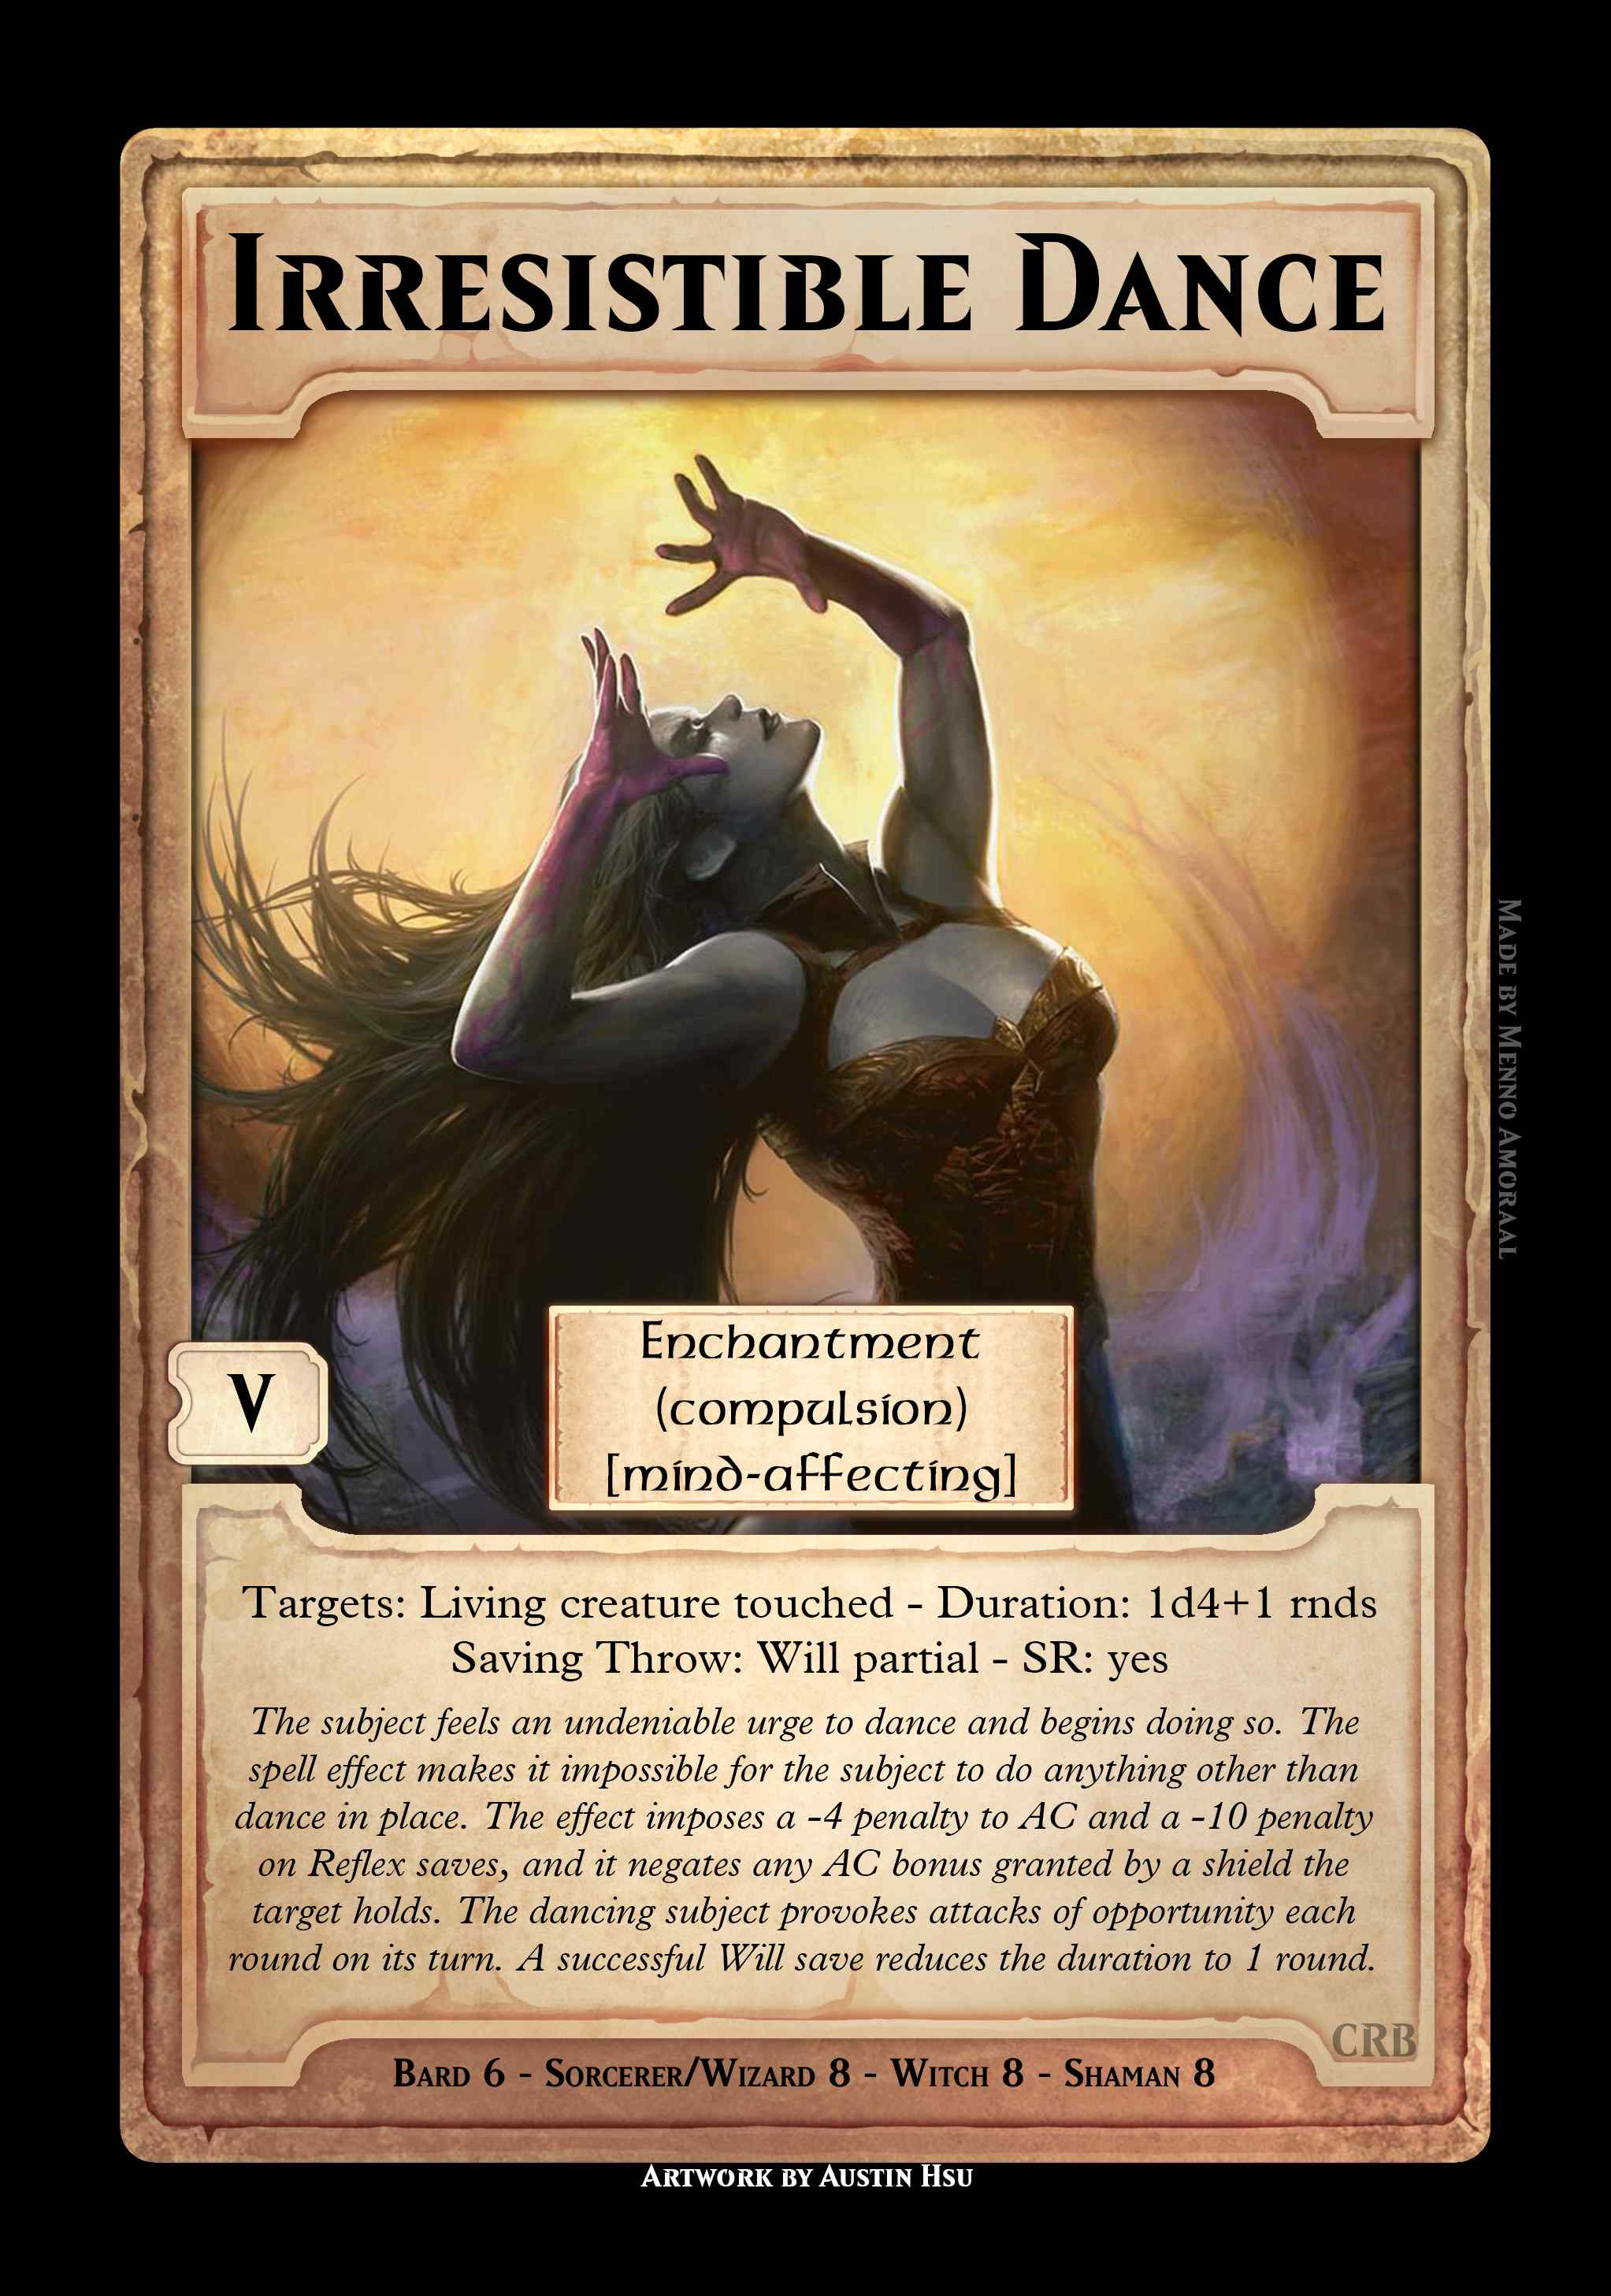 Irresistible Dance
Enchantment
(compulsion)
[mind-affecting]
V
Targets: Living creature touched - Duration: 1d4+1 rnds
Saving Throw: Will partial - SR: yes
The subject feels an undeniable urge to dance and begins doing so. The
spell effect makes it impossible for the subject to do anything other than
dance in place. The effect imposes a -4 penalty to AC and a -10 penalty
on Reflex saves, and it negates any AC bonus granted by a shield the
target holds. The dancing subject provokes attacks of opportunity each
round on its turn. A successful Will save reduces the duration to 1 round.
CRB
Bard 6 - Sorcerer/Wizard 8 - Witch 8 - Shaman 8
Artwork by Austin Hsu
Made by Menno Amoraal